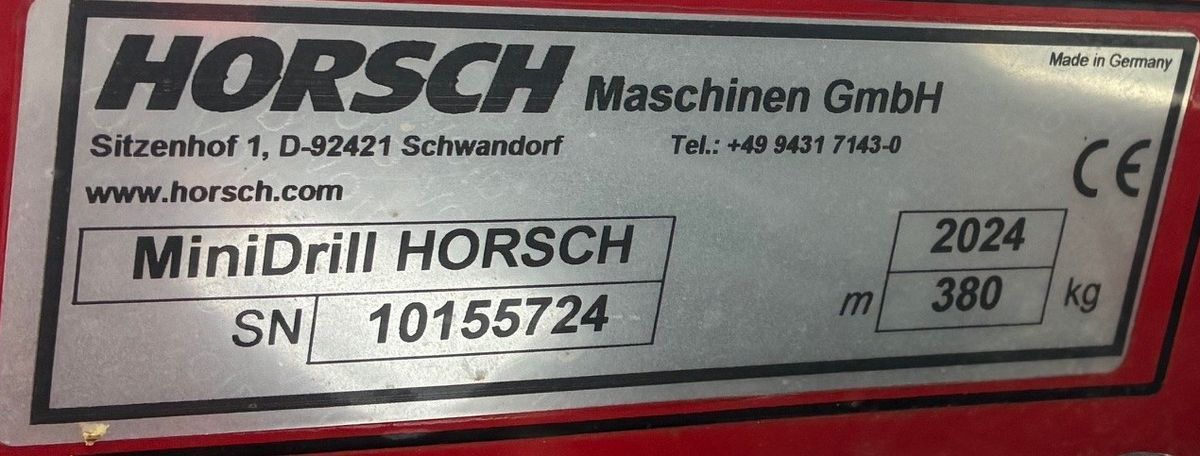 Made in Germany
HORSCH Maschinen GmbH
Sitzenhof 1, D-92421 Schwandorf Tel.: +49 9431 7143-0
www.horsch.com
CE
MiniDrill HORSCH
2024
SN 10155724
m 380 kg